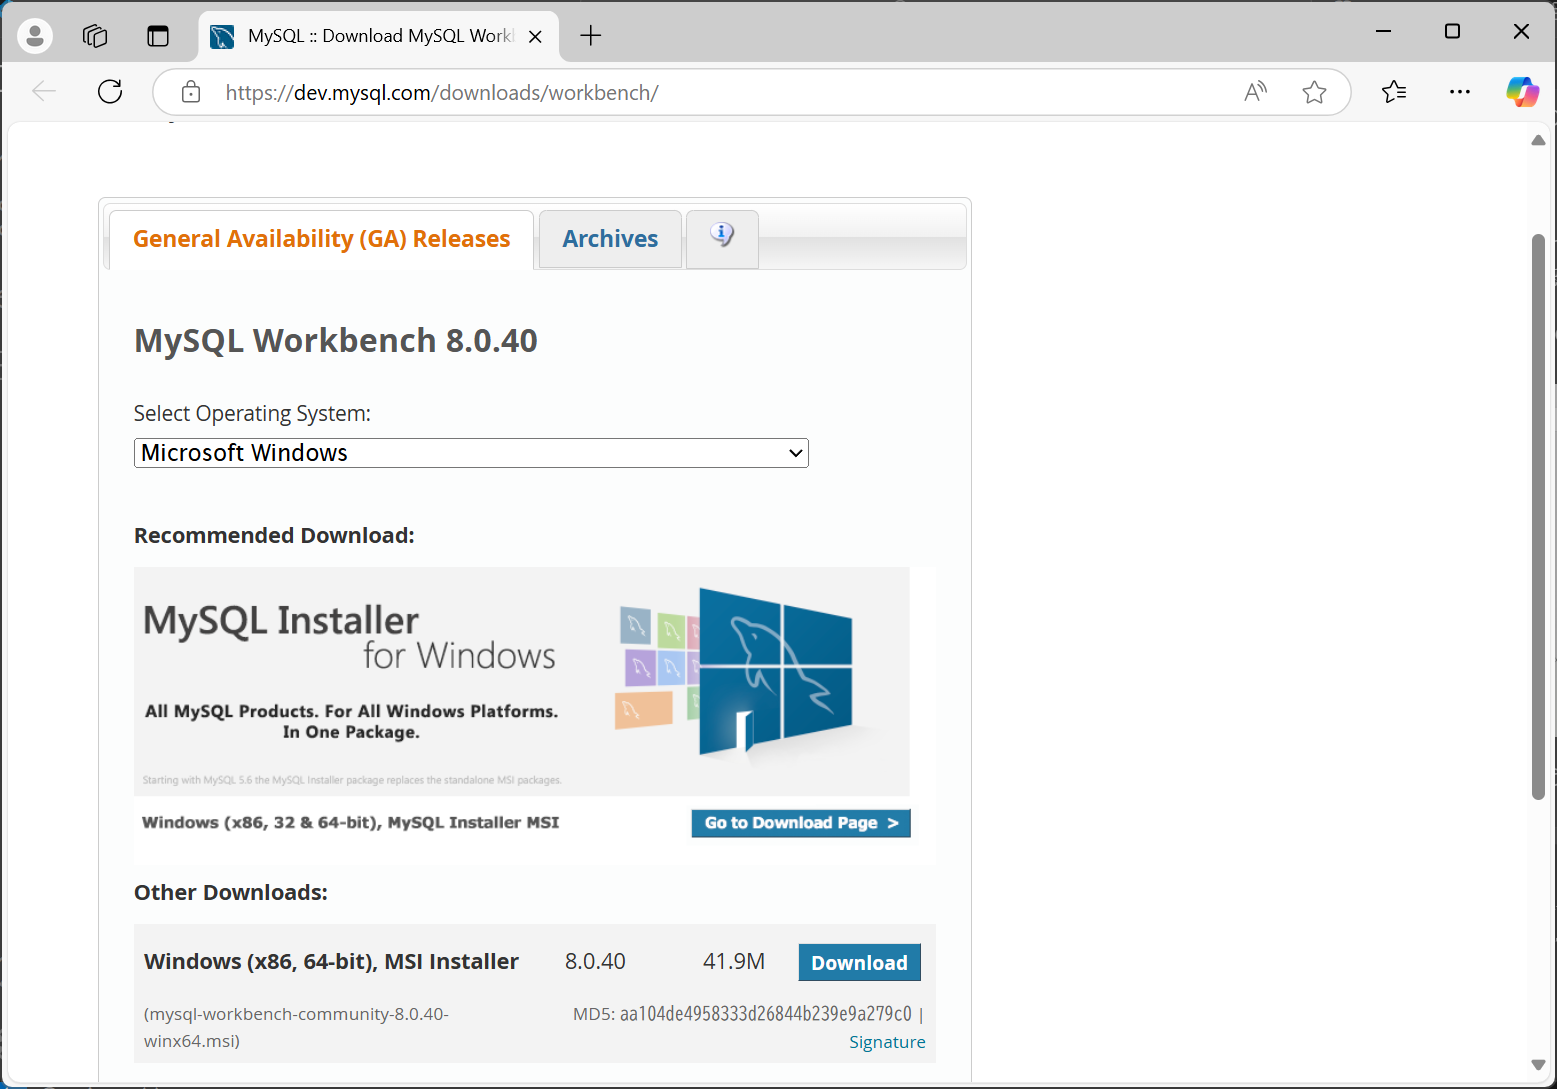 MySQL :: Download MySQL Work
https://dev.mysql.com/downloads/workbench/
General Availability (GA) Releases
Archives
MySQL Workbench 8.0.40
Select Operating System:
Microsoft Windows
Recommended Download:
MySQL Installer
for Windows
All MySQL Products. For All Windows Platforms.
In One Package.
Starting with MySQL 5.6 the MySQL Installer package replaces the standalone MSI packages.
Windows (x86, 32 & 64-bit), MySQL Installer MSI
Go to Download Page >
Other Downloads:
Windows (x86, 64-bit), MSI Installer 8.0.40 41.9M Download
(mysql-workbench-community-8.0.40-
winx64.msi)
MD5: aa104de4958333d26844b239e9a279c0 |
Signature